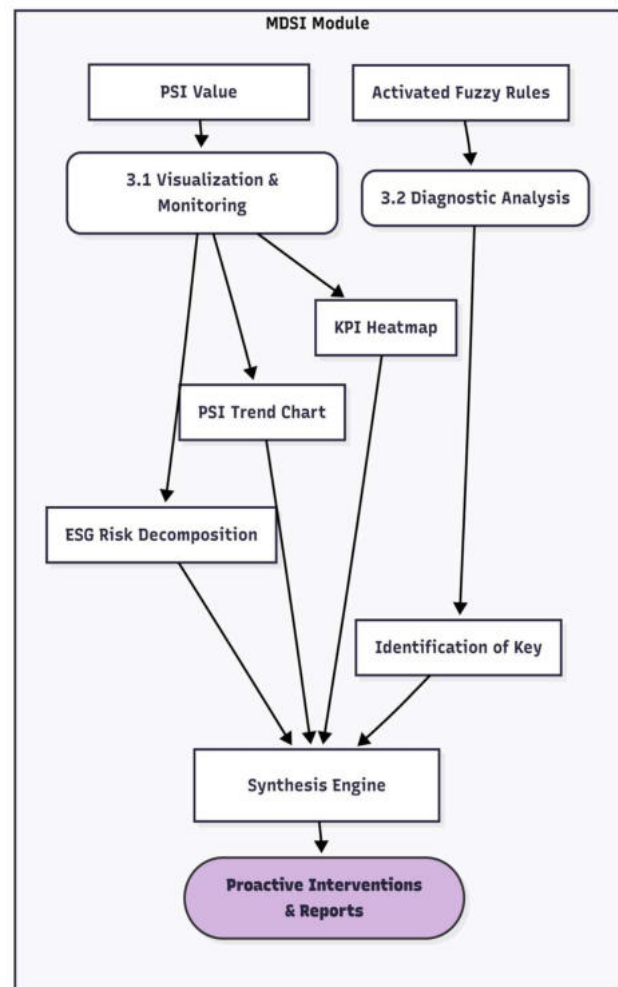 MDSI Module
PSI Value
Activated Fuzzy Rules
3.1 Visualization &
Monitoring
3.2 Diagnostic Analysis
KPI Heatmap
PSI Trend Chart
ESG Risk Decomposition
Identification of Key
Synthesis Engine
Proactive Interventions
& Reports